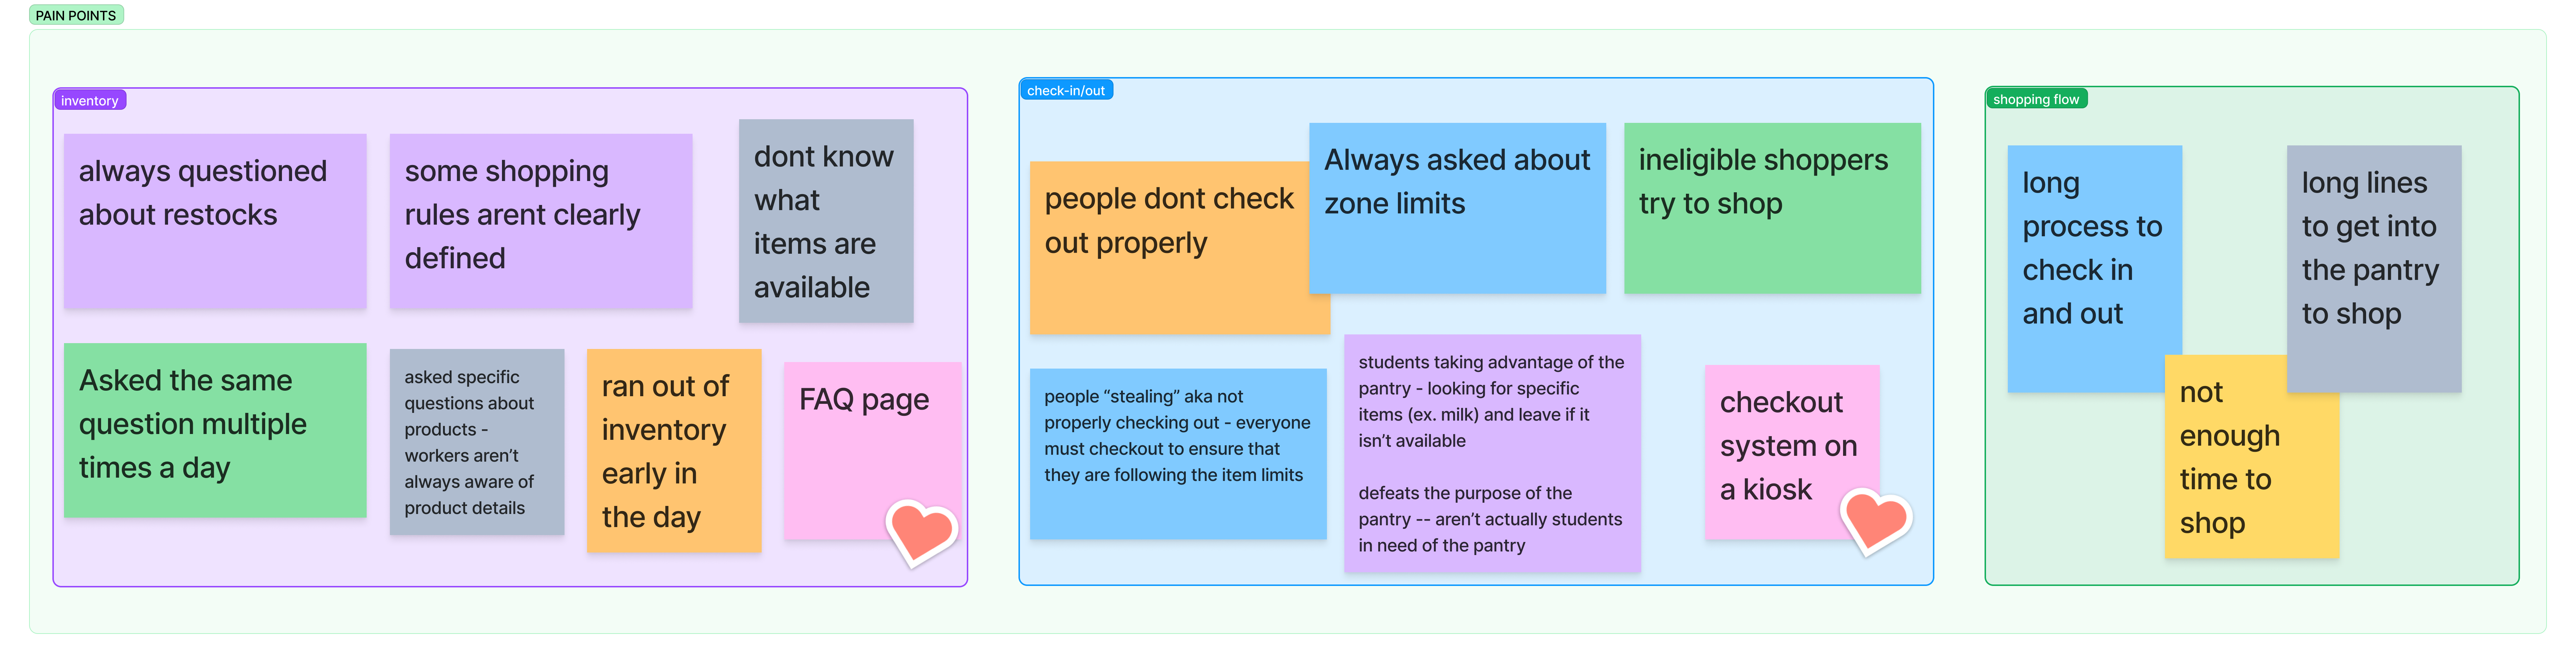 PAIN POINTS
inventory
always questioned
about restocks
some shopping
rules arent clearly
defined
dont know
what
items are
available
Asked the same
question multiple
times a day
asked specific
questions about
products -
workers aren’t
always aware of
product details
ran out of
inventory
early in
the day
FAQ page
check-in/out
people dont check
out properly
Always asked about
zone limits
ineligible shoppers
try to shop
people “stealing” aka not
properly checking out - everyone
must checkout to ensure that
they are following the item limits
students taking advantage of the
pantry - looking for specific
items (ex. milk) and leave if it
isn’t available
defeats the purpose of the
pantry -- aren’t actually students
in need of the pantry
checkout
system on
a kiosk
shopping flow
long
process to
check in
and out
long lines
to get into
the pantry
to shop
not
enough
time to
shop